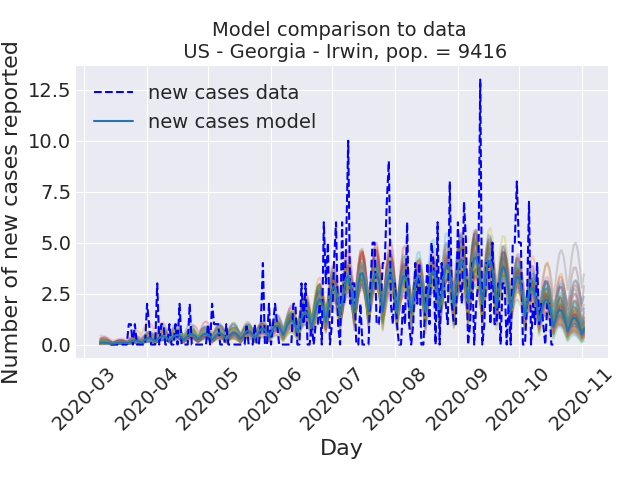 Model comparison to data
US - Georgia - Irwin, pop. = 9416
Number of new cases reported
12.5
10.0
7.5
5.0
2.5
0.0
new cases data
new cases model
2020-03
2020-04
2020-05
2020-06
2020-07
2020-08
2020-09
2020-10
2020-11
Day